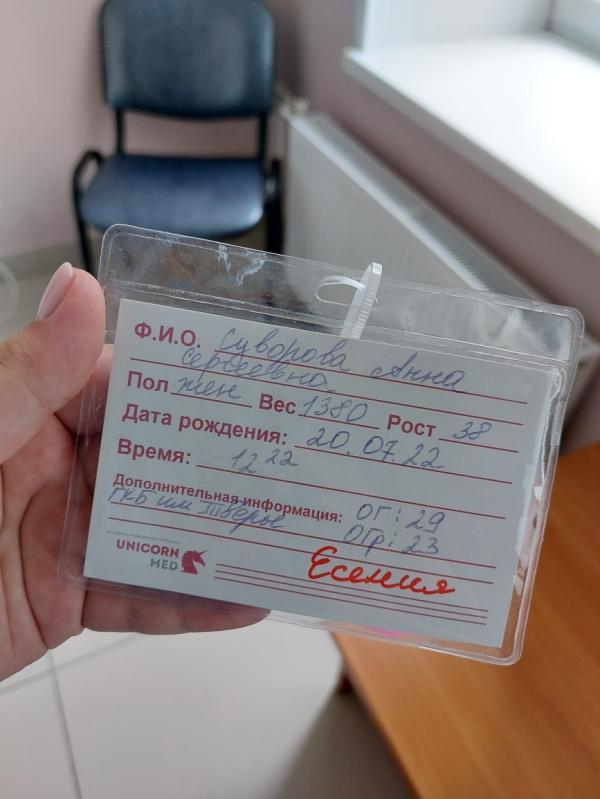 Ф.И.О. Суворова Анна
Сергеевна
Пол жен Вес 1380 Рост 38
Дата рождения: 20.07.22
Время: 12 22
Дополнительная информация: ОГ: 29
ГКБ им Тверье ОГр: 23
UNICORN
MED
Есения